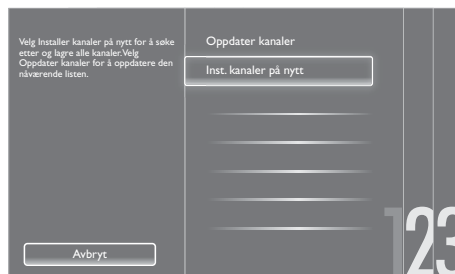 Velg Installer kanaler på nytt for å søke
etter og lagre alle kanaler.Velg
Oppdater kanaler for å oppdatere den
nåværende listen.
Oppdater kanaler
Inst. kanaler på nytt
Avbryt
123